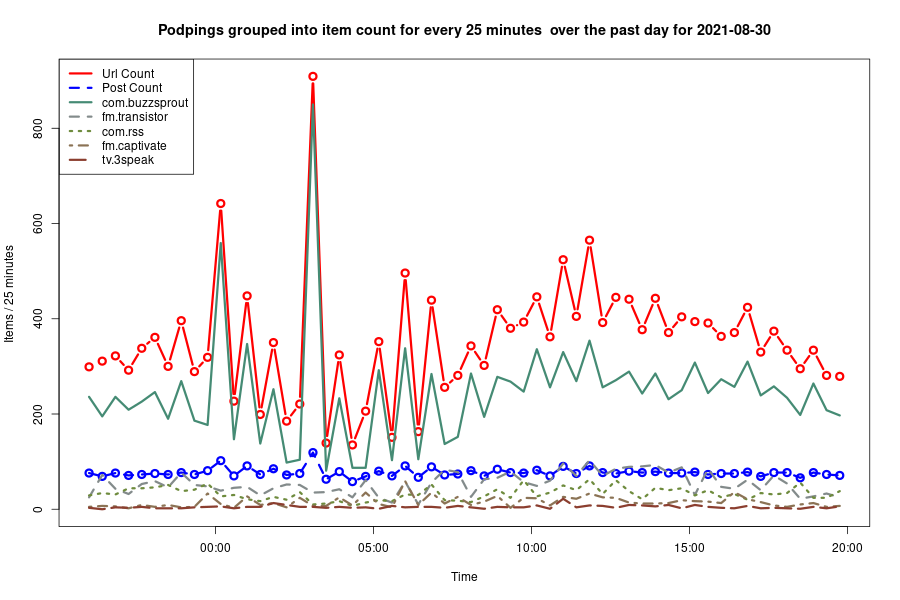 Podpings grouped into item count for every 25 minutes  over the past day for 2021-08-30
Url Count
Post Count
com.buzzsprout
fm.transistor
com.rss
fm.captivate
tv.3speak
Items / 25 minutes
800
600
400
200
0
00:00
05:00
10:00
15:00
20:00
Time